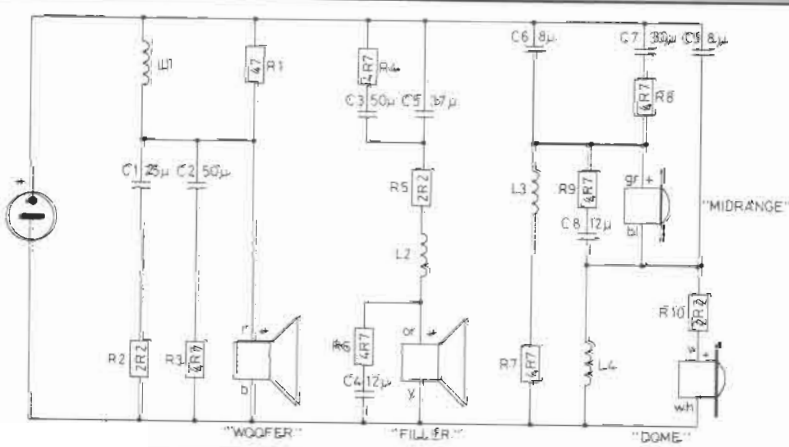 C6 8µ
C7 30µ
C9 8µ
L1
47 R1
4R7 R4
4R7 R8
C3 50µ C5 37µ
C1 25µ C2 50µ
R5 2R2
L3
R9 4R7
gr +
bl
"MIDRANGE"
C8 12µ
L2
R10 2R2
R2 2R2
R3 4R7
r +
b
R6 4R7
or +
y
C4 12µ
R7 4R7
L4
v +
wh
"WOOFER"
"FILLER"
"DOME"